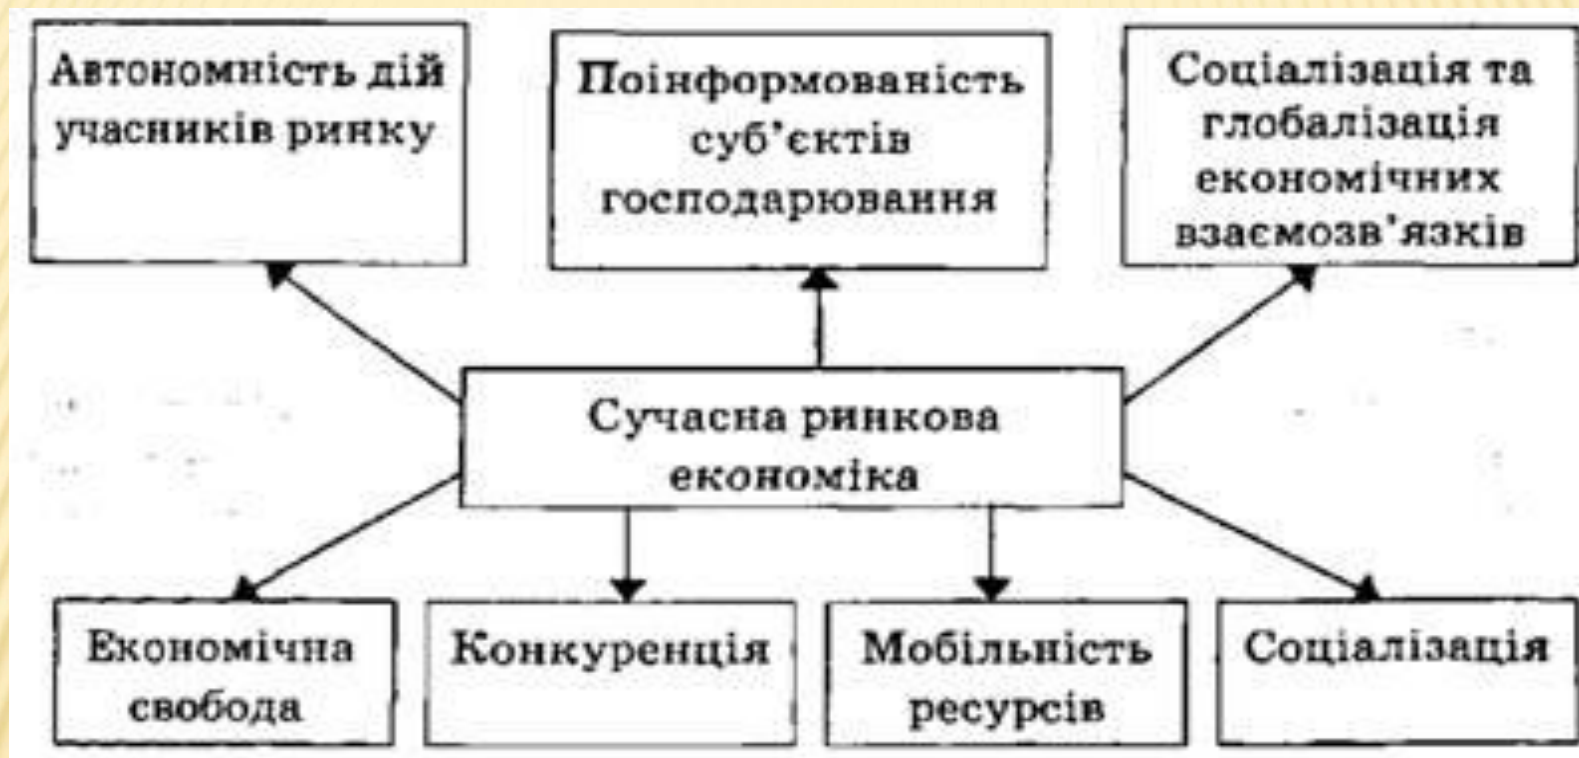 Автономність дій
учасників ринку
Поінформованість
суб’єктів
господарювання
Соціалізація та
глобалізація
економічних
взаємозв’язків
Сучасна ринкова
економіка
Економічна
свобода
Конкуренція
Мобільність
ресурсів
Соціалізація